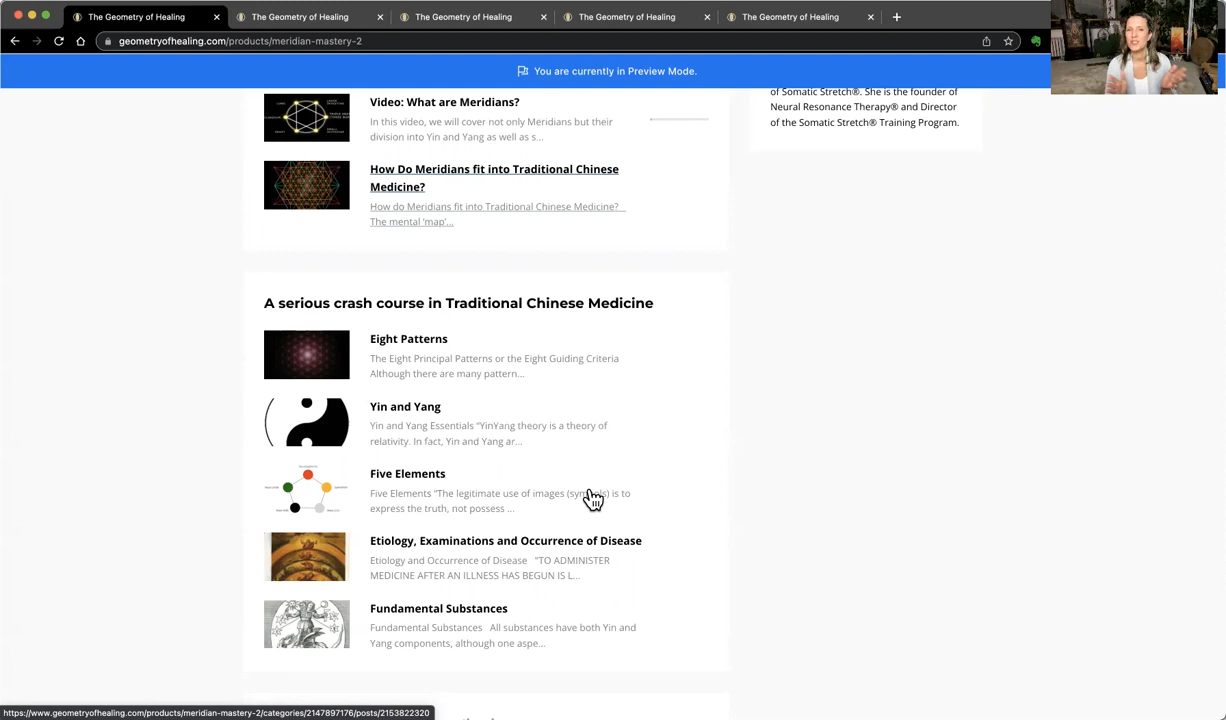 The Geometry of Healing
The Geometry of Healing
The Geometry of Healing
The Geometry of Healing
The Geometry of Healing
geometryofhealing.com/products/meridian-mastery-2
You are currently in Preview Mode.
Video: What are Meridians?
In this video, we will cover not only Meridians but their
division into Yin and Yang as well as s...
of Somatic Stretch®. She is the founder of
Neural Resonance Therapy® and Director
of the Somatic Stretch® Training Program.
How Do Meridians fit into Traditional Chinese
Medicine?
How do Meridians fit into Traditional Chinese Medicine?
The mental ‘map’...
A serious crash course in Traditional Chinese Medicine
Eight Patterns
The Eight Principal Patterns or the Eight Guiding Criteria
Although there are many pattern...
Yin and Yang
Yin and Yang Essentials “YinYang theory is a theory of
relativity. In fact, Yin and Yang ar...
Five Elements
Five Elements "The legitimate use of images is to
express the truth, not possess ...
Etiology, Examinations and Occurrence of Disease
Etiology and Occurrence of Disease "TO ADMINISTER
MEDICINE AFTER AN ILLNESS HAS BEGUN IS L...
Fundamental Substances
Fundamental Substances All substances have both Yin and
Yang components, although one aspe...
https://www.geometryofhealing.com/products/meridian-mastery-2/categories/2147897176/posts/2153822320